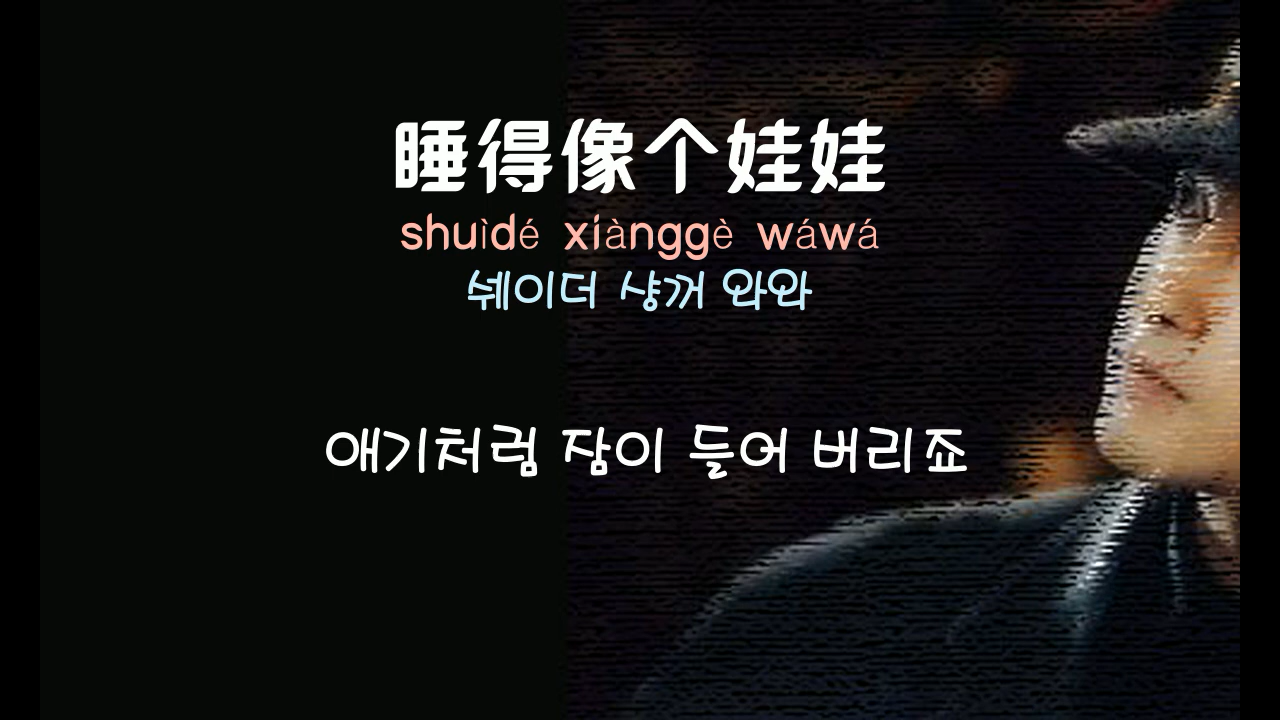 睡得像个娃娃
shuìdé xiànggè wáwá
쉐이더 샹꺼 와와
얘기처럼 잠이 들어 버리죠